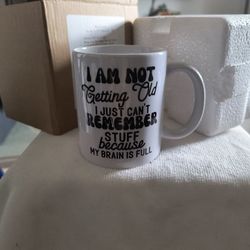 I AM NOT
Getting Old
I JUST CAN'T
REMEMBER
STUFF
because
MY BRAIN IS FULL